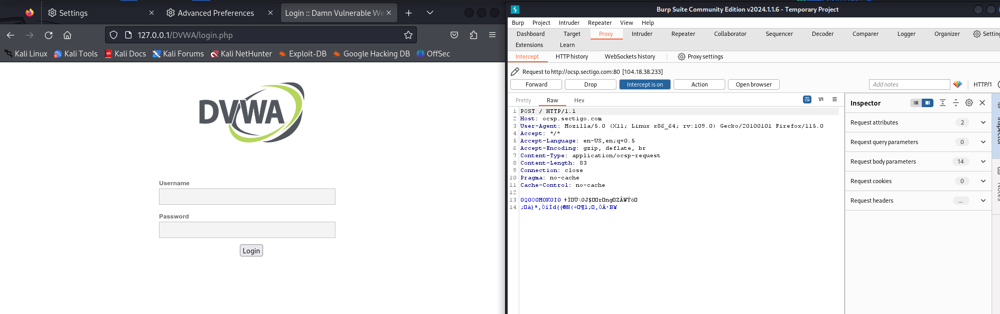 Settings
Advanced Preferences
Login :: Damn Vulnerable We
127.0.0.1/DVWA/login.php
Kali Linux
Kali Tools
Kali Docs
Kali Forums
Kali NetHunter
Exploit-DB
Google Hacking DB
OffSec
DVWA
Username
Password
Login
Burp Suite Community Edition v2024.1.1.6 - Temporary Project
Burp Project Intruder Repeater View Help
Dashboard Target Proxy Intruder Repeater Collaborator Sequencer Decoder Comparer Logger Organizer Setting
Extensions Learn
Intercept HTTP history WebSockets history Proxy settings
Request to http://ocsp.sectigo.com:80 [104.18.38.233]
Forward Drop Intercept is on Action Open browser Add notes HTTP/1
Pretty Raw Hex \n
1 POST / HTTP/1.1
2 Host: ocsp.sectigo.com
3 User-Agent: Mozilla/5.0 (X11; Linux x86_64; rv:109.0) Gecko/20100101 Firefox/115.0
4 Accept: */*
5 Accept-Language: en-US,en;q=0.5
6 Accept-Encoding: gzip, deflate, br
7 Content-Type: application/ocsp-request
8 Content-Length: 83
9 Connection: close
10 Pragma: no-cache
11 Cache-Control: no-cache
12
13
14
Inspector
Request attributes 2
Request query parameters 0
Request body parameters 14
Request cookies 0
Request headers ...
Inspector
Notes